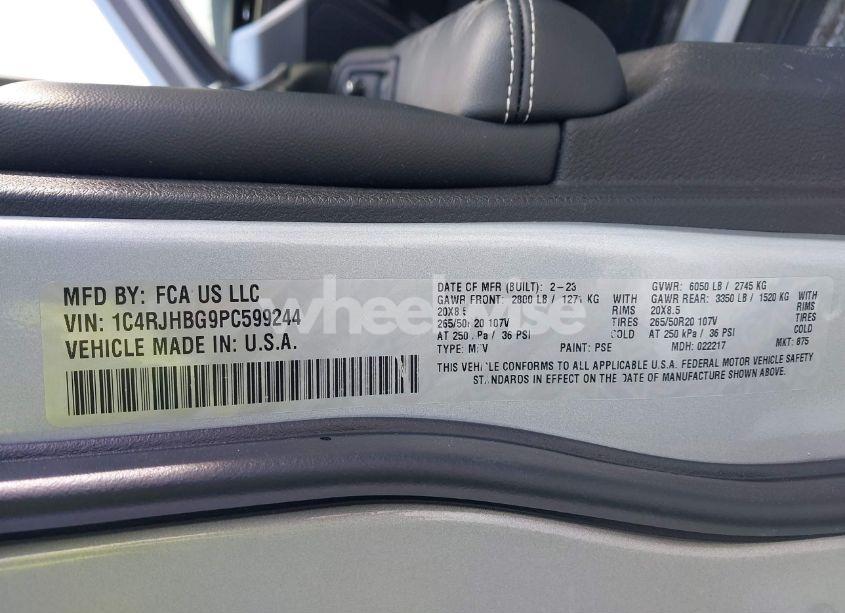 MFD BY: FCA US LLC
VIN: 1C4RJHBG9PC599244
VEHICLE MADE IN: U.S.A.
DATE OF MFR (BUILT): 2-23 GVWR: 6050 LB / 2745 KG
GAWR FRONT: 2800 LB / 1271 KG WITH GAWR REAR: 3350 LB / 1520 KG WITH
20X8.5 RIMS 20X8.5 RIMS
265/50R20 107V TIRES 265/50R20 107V TIRES
AT 250 kPa / 36 PSI COLD AT 250 kPa / 36 PSI COLD
TYPE: MPV PAINT: PSE MDH: 022217 MKT: 875
THIS VEHICLE CONFORMS TO ALL APPLICABLE U.S.A. FEDERAL MOTOR VEHICLE SAFETY
STANDARDS IN EFFECT ON THE DATE OF MANUFACTURE SHOWN ABOVE.
wheelwise